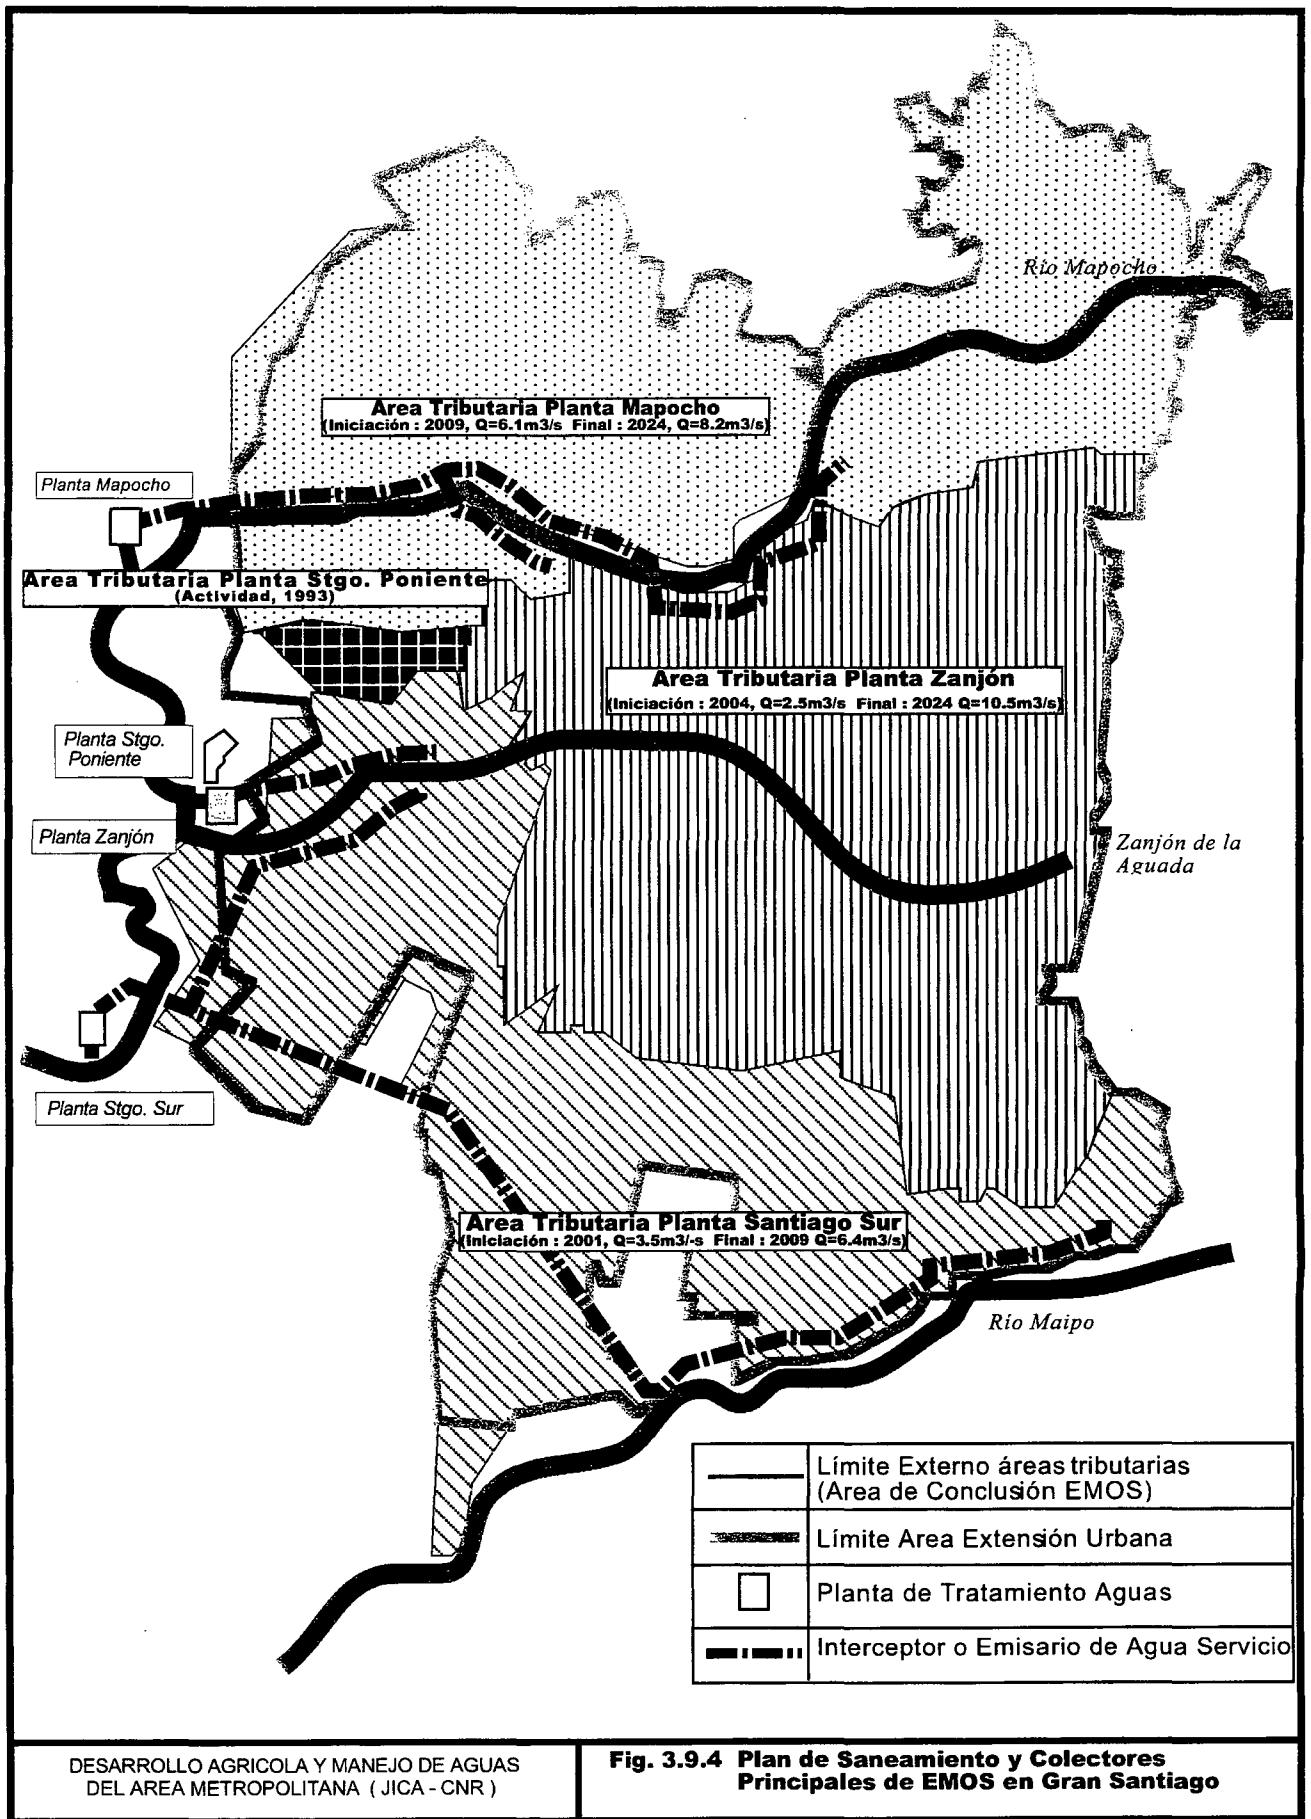 Río Mapocho
Area Tributaria Planta Mapocho
(Iniciación : 2009, Q=6.1m3/s Final : 2024, Q=8.2m3/s)
Planta Mapocho
Area Tributaria Planta Stgo. Poniente
(Actividad, 1993)
Area Tributaria Planta Zanjón
(Iniciación : 2004, Q=2.5m3/s Final : 2024 Q=10.5m3/s)
Planta Stgo.
Poniente
Planta Zanjón
Zanjón de la
Aguada
Planta Stgo. Sur
Area Tributaria Planta Santiago Sur
(Iniciación : 2001, Q=3.5m3/-s Final : 2009 Q=6.4m3/s)
Río Maipo
Límite Externo áreas tributarias
(Area de Conclusión EMOS)
Límite Area Extensión Urbana
Planta de Tratamiento Aguas
Interceptor o Emisario de Agua Servicio
DESARROLLO AGRICOLA Y MANEJO DE AGUAS
DEL AREA METROPOLITANA ( JICA - CNR )
Fig. 3.9.4 Plan de Saneamiento y Colectores
Principales de EMOS en Gran Santiago